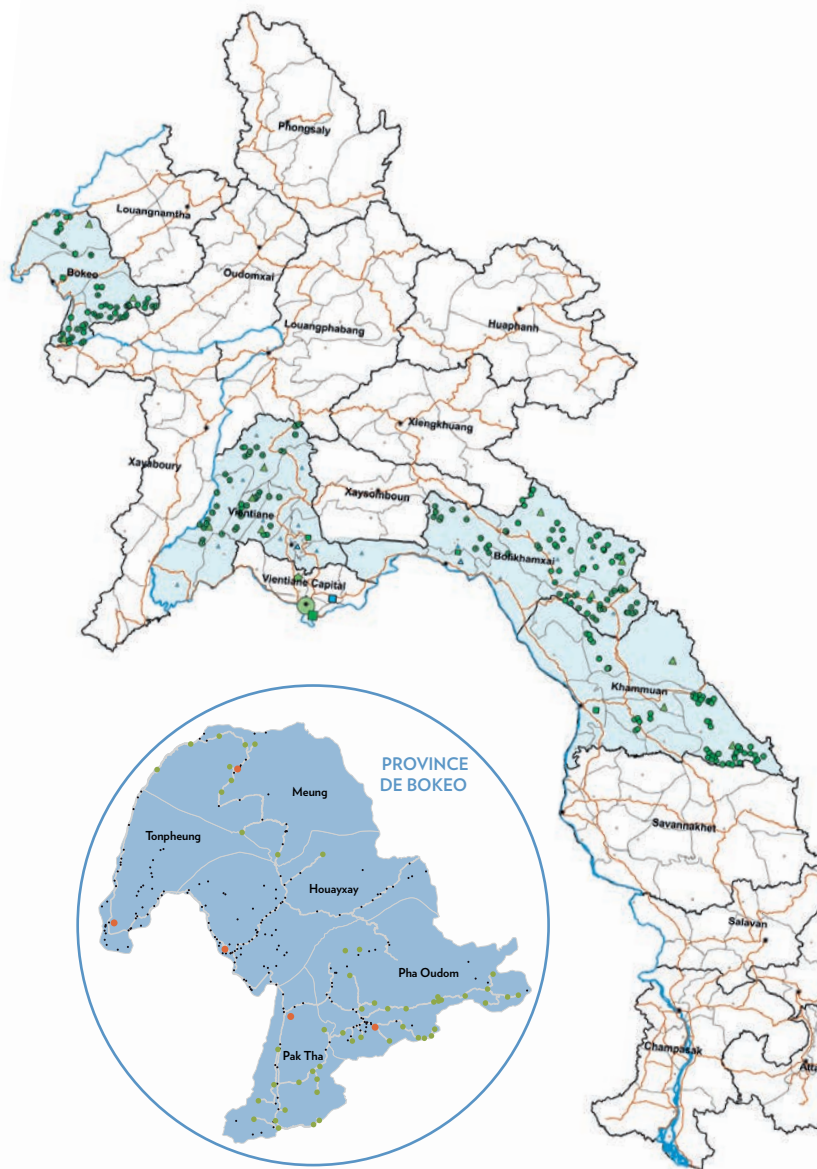 Phongsaly
Louangnamtha
Bokeo
Oudomxai
Louangphabang
Huaphanh
Xiengkhuang
Xayaboury
Xaysomboun
Vientiane
Bolikhamxai
Vientiane Capital
Khammuan
PROVINCE
DE BOKEO
Meung
Tonpheung
Houayxay
Pha Oudom
Pak Tha
Savannakhet
Salavan
Champasak
Atta